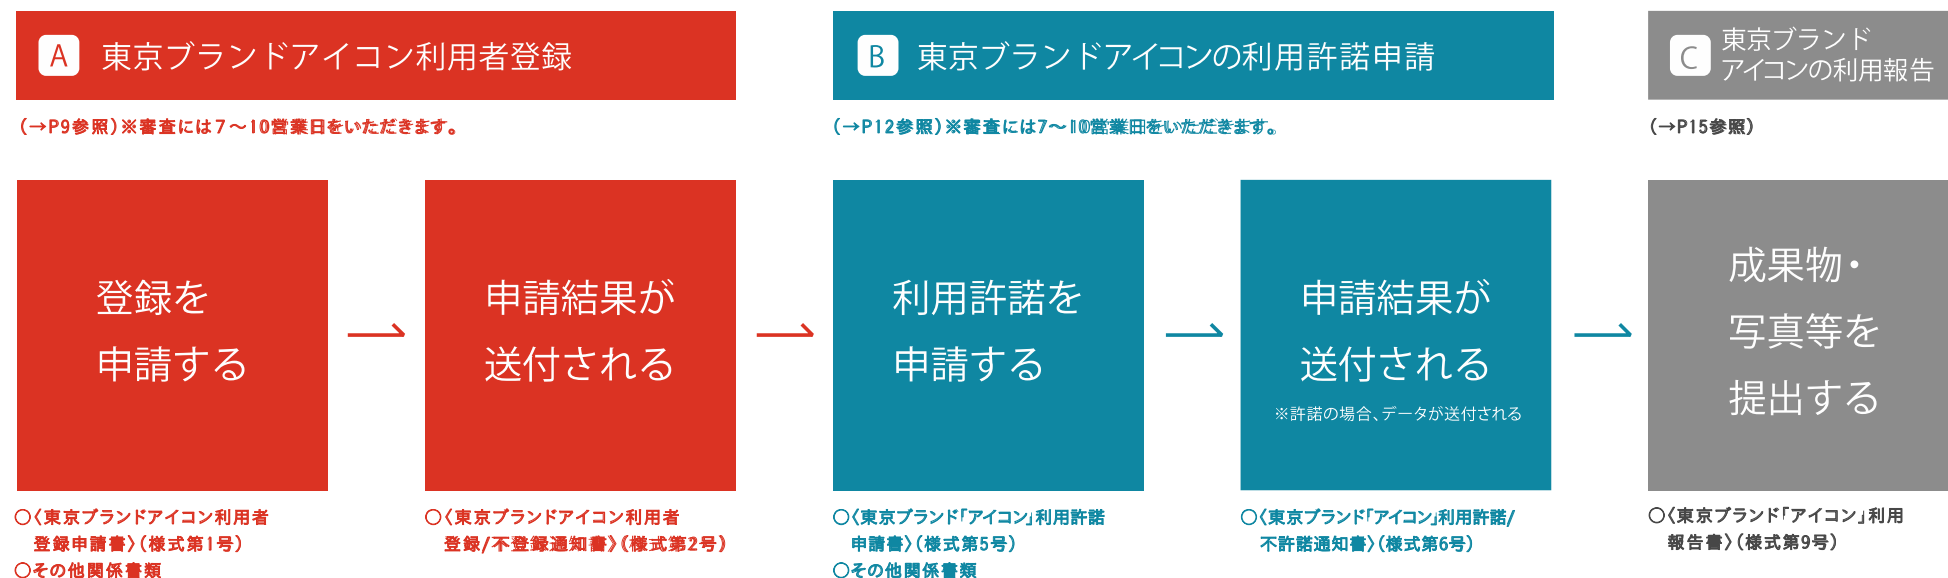 A 東京ブランドアイコン利用者登録
(→P9参照)※審査には7〜10営業日をいただきます。
登録を
申請する
→
申請結果が
送付される
○〈東京ブランドアイコン利用者
登録申請書〉(様式第1号)
○その他関係書類
○〈東京ブランドアイコン利用者
登録/不登録通知書》(様式第2号)
→
B 東京ブランドアイコンの利用許諾申請
(→P12参照)※審査には7〜10営業日をいただきます。
利用許諾を
申請する
→
申請結果が
送付される
※許諾の場合、データが送付される
○〈東京ブランド「アイコン」利用許諾
申請書〉(様式第5号)
○その他関係書類
○〈東京ブランド「アイコン」利用許諾/
不許諾通知書〉(様式第6号)
→
C 東京ブランド
アイコンの利用報告
(→P15参照)
成果物・
写真等を
提出する
○〈東京ブランド「アイコン」利用
報告書〉(様式第9号)